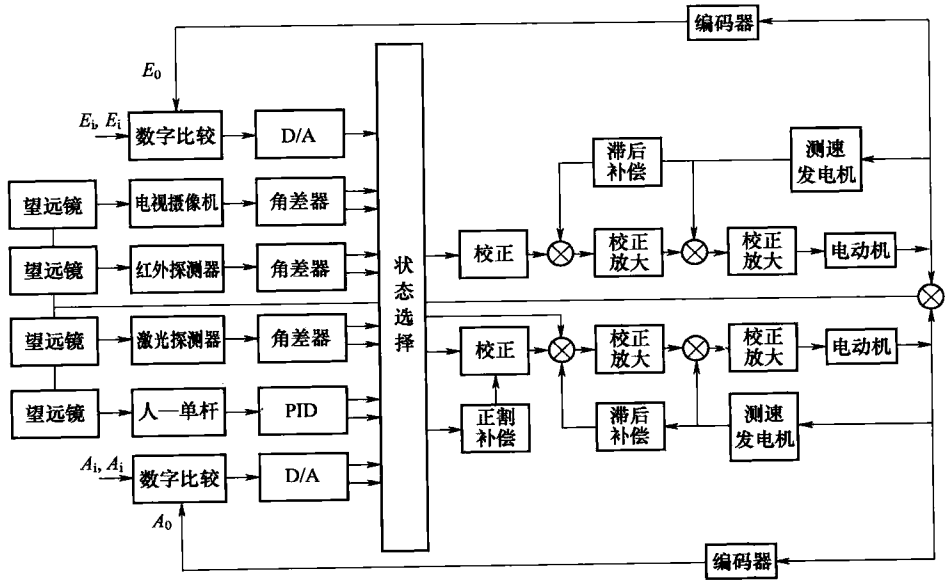 编码器
E₀
Eᵢ, Eᵢ
数字比较
D/A
滞后
补偿
测速
发电机
望远镜
电视摄像机
角差器
望远镜
红外探测器
角差器
状
态
选
择
校正
校正
放大
校正
放大
电动机
望远镜
激光探测器
角差器
校正
校正
放大
校正
放大
电动机
望远镜
人—单杆
PID
正割
补偿
滞后
补偿
测速
发电机
Aᵢ, Aᵢ
数字比较
D/A
A₀
编码器